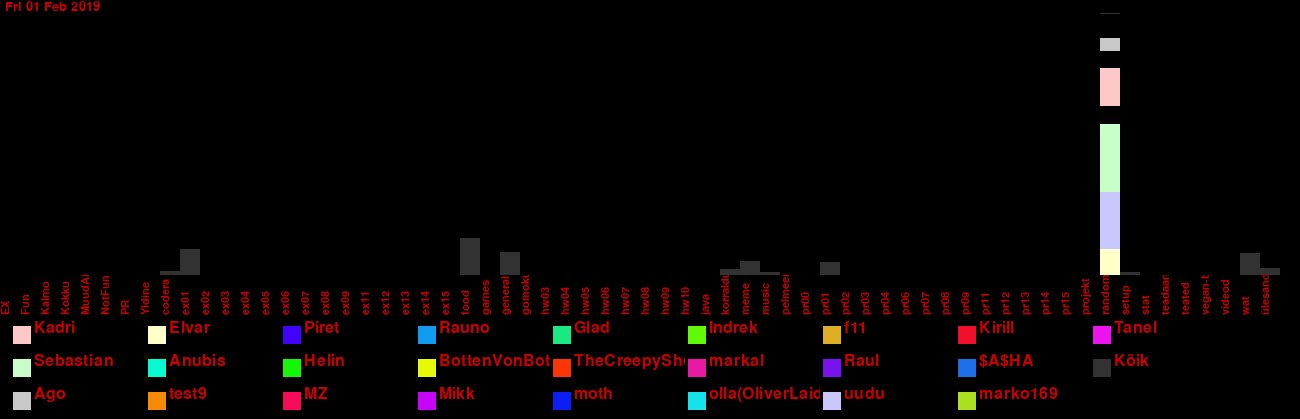 Fri 01 Feb 2019
EX
Fun
Kalmo
Kokku
MuudAi
NotFun
PR
Yldine
codera
ex01
ex02
ex03
ex04
ex05
ex06
ex07
ex08
ex09
ex11
ex12
ex13
ex14
ex15
food
games
general
gomoku
hw03
hw04
hw05
hw06
hw07
hw08
hw09
hw10
java
korraldu
meme
music
pelmeen
pr00
pr01
pr02
pr03
pr04
pr06
pr07
pr08
pr09
pr11
pr12
pr13
pr14
pr15
projekt
random
setup
stat
teadaan
teated
vegan-t
videod
wat
ülesand
Kadri Elvar Piret Rauno Glad Indrek f11 Kirill Tanel
Sebastian Anubis Helin BottenVonBot TheCreepyShe markal Raul $A$HA Köik
Ago test9 MZ Mikk moth olla(OliverLaid uudu marko169